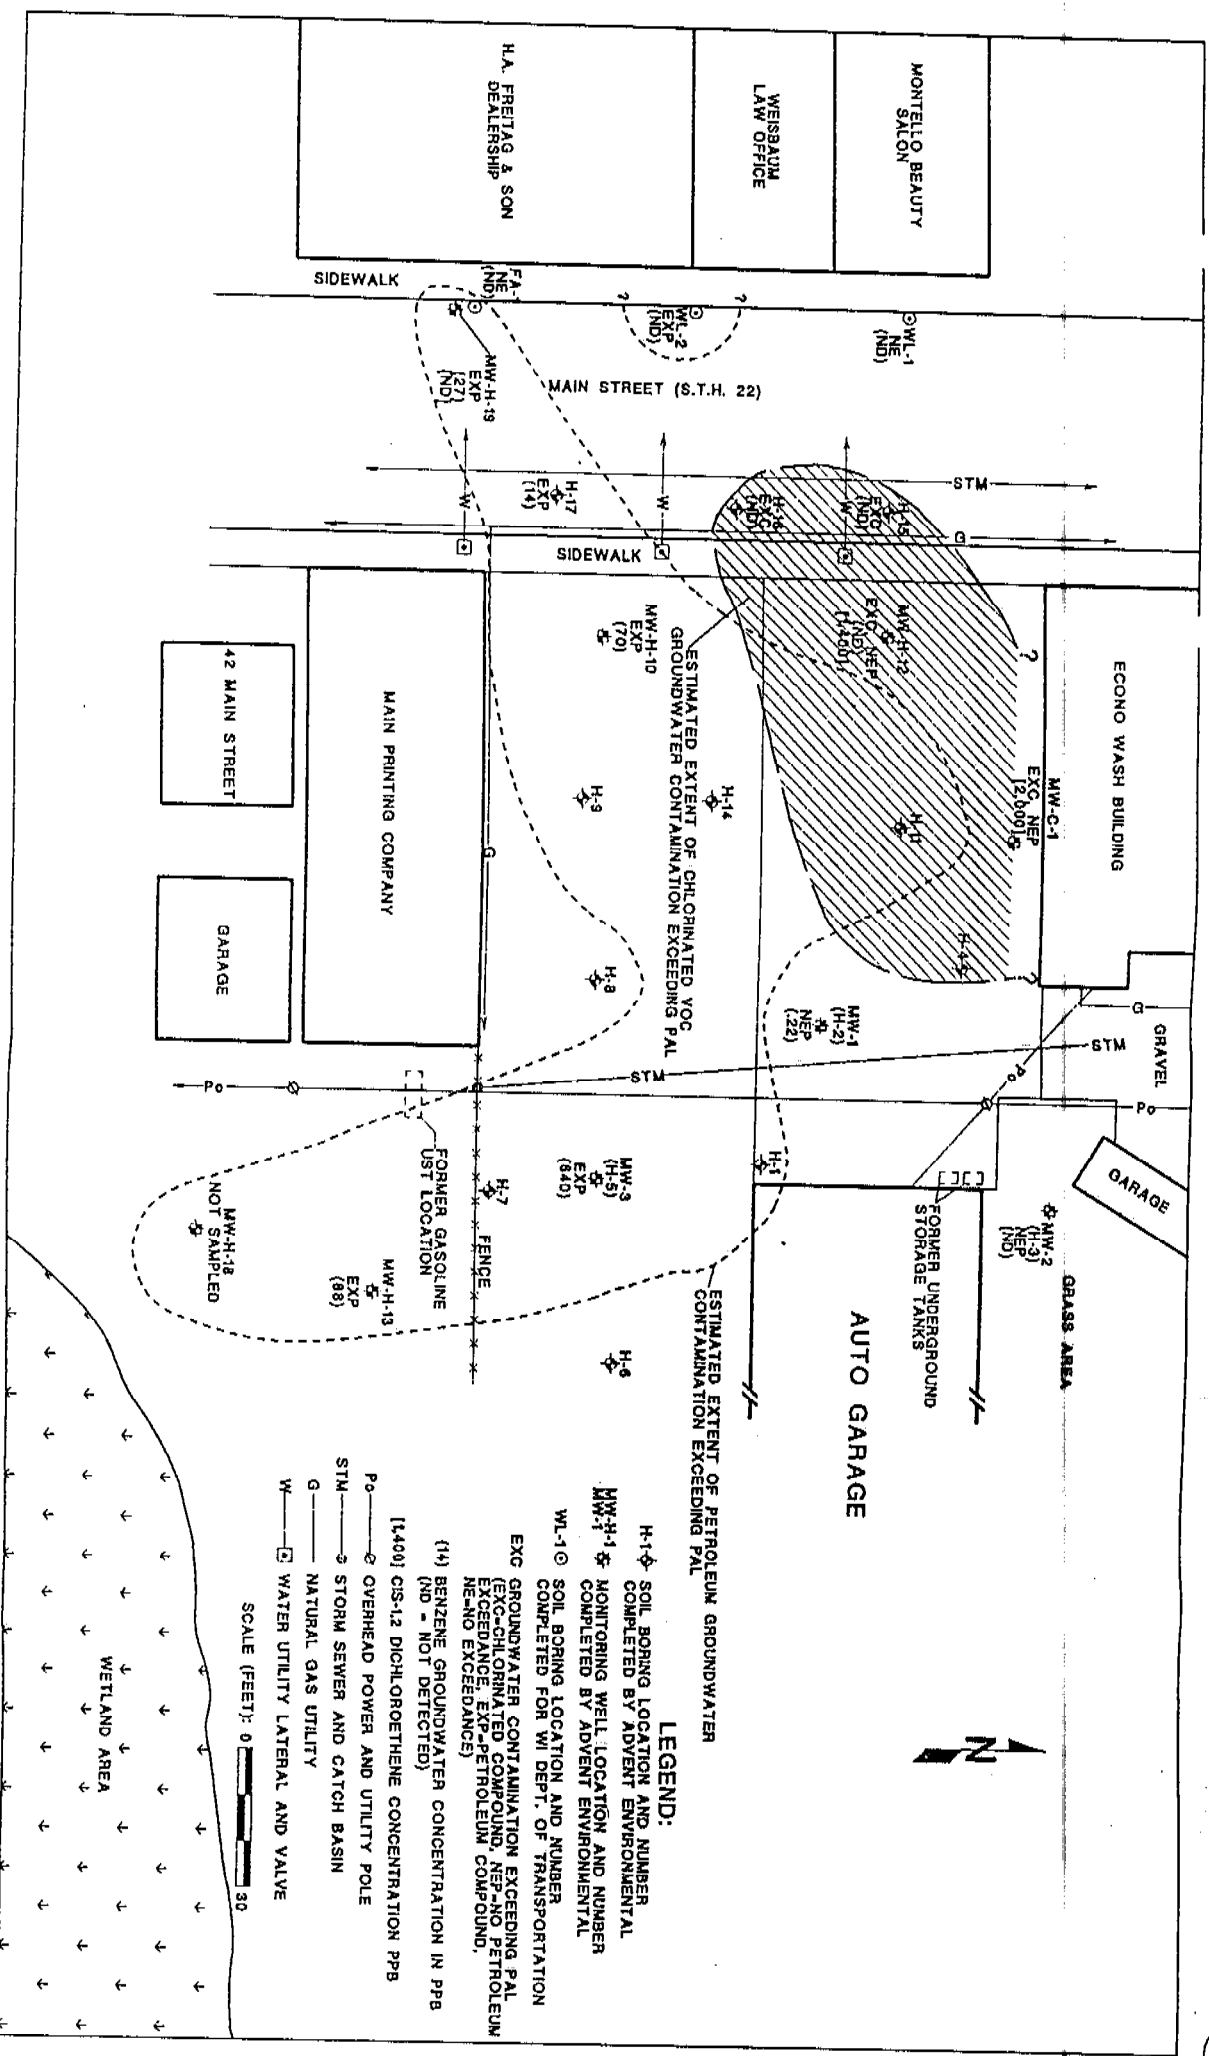 MONTELLO BEAUTY
SALON
WEISBAUM
LAW OFFICE
H.A. FREITAG & SON
DEALERSHIP
SIDEWALK
FA-1
NE
(ND)
MW-H-19
EXP
(27)
(ND)
?
WL-2
EXP
(ND)
?
WL-1
NE
(ND)
MAIN STREET (S.T.H. 22)
STM
H-17
EXP
(14)
W
W
W
H-16
EXC
(ND)
H-15
EXC
(ND)
G
SIDEWALK
ECONO WASH BUILDING
?
MW-H-12
EXC, NEP
(ND)
[1,400]
MW-C-1
EXC, NEP
[2,000]
H-11
H-4
?
MW-H-10
EXP
(70)
ESTIMATED EXTENT OF CHLORINATED VOC
GROUNDWATER CONTAMINATION EXCEEDING PAL
H-14
H-9
H-8
MAIN PRINTING COMPANY
G
42 MAIN STREET
GARAGE
MW-1
(H-2)
NEP
(.22)
G
GRAVEL
STM
STM
Po
Po
Po
GARAGE
H-1
MW-3
(H-5)
EXP
(640)
H-7
FENCE
FORMER GASOLINE
UST LOCATION
MW-H-18
NOT SAMPLED
MW-H-13
EXP
(88)
H-6
MW-2
(H-3)
NEP
(ND)
FORMER UNDERGROUND
STORAGE TANKS
GRASS AREA
AUTO GARAGE
ESTIMATED EXTENT OF PETROLEUM GROUNDWATER
CONTAMINATION EXCEEDING PAL
N
LEGEND:
H-1 SOIL BORING LOCATION AND NUMBER
COMPLETED BY ADVENT ENVIRONMENTAL
MW-H-1
MW-1 MONITORING WELL LOCATION AND NUMBER
COMPLETED BY ADVENT ENVIRONMENTAL
WL-1 SOIL BORING LOCATION AND NUMBER
COMPLETED FOR WI DEPT. OF TRANSPORTATION
EXC GROUNDWATER CONTAMINATION EXCEEDING PAL
(EXC=CHLORINATED COMPOUND, NEP=NO PETROLEUM
EXCEEDANCE, EXP=PETROLEUM COMPOUND,
NE=NO EXCEEDANCE)
(14) BENZENE GROUNDWATER CONCENTRATION IN PPB
(ND = NOT DETECTED)
[1,400] CIS-1,2 DICHLOROETHENE CONCENTRATION PPB
Po OVERHEAD POWER AND UTILITY POLE
STM STORM SEWER AND CATCH BASIN
G NATURAL GAS UTILITY
W WATER UTILITY LATERAL AND VALVE
SCALE (FEET): 0 30
WETLAND AREA